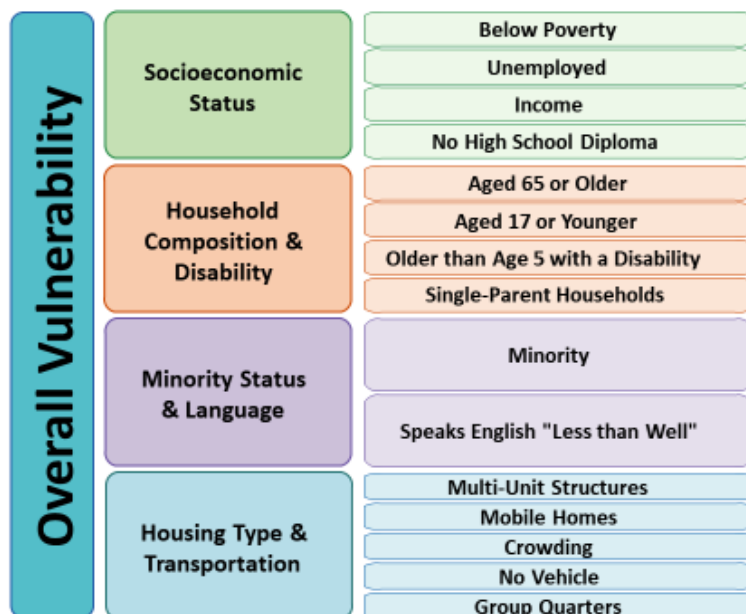 Overall Vulnerability
Socioeconomic
Status
Below Poverty
Unemployed
Income
No High School Diploma
Household
Composition &
Disability
Aged 65 or Older
Aged 17 or Younger
Older than Age 5 with a Disability
Single-Parent Households
Minority Status
& Language
Minority
Speaks English "Less than Well"
Housing Type &
Transportation
Multi-Unit Structures
Mobile Homes
Crowding
No Vehicle
Group Quarters